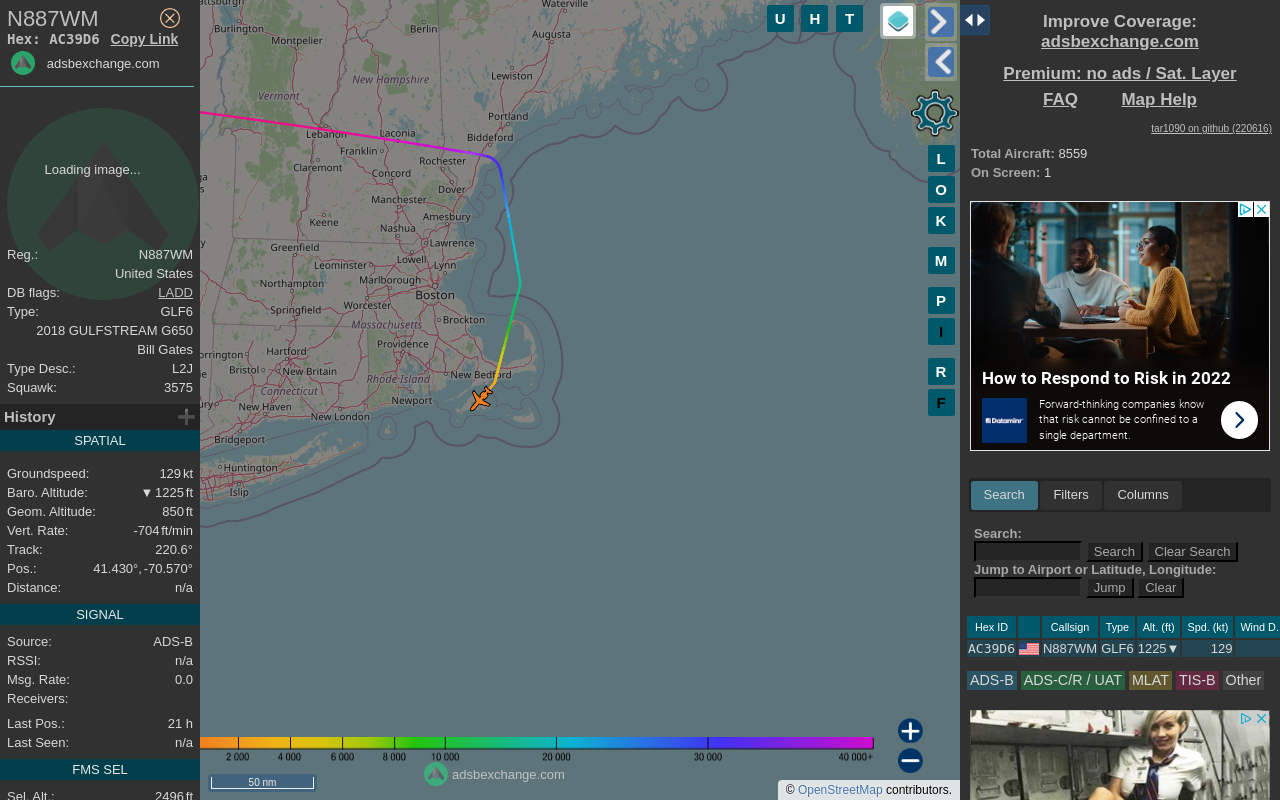 N887WM
Hex: AC39D6 Copy Link
adsbexchange.com
Loading image...
Reg.: N887WM
United States
DB flags: LADD
Type: GLF6
2018 GULFSTREAM G650
Bill Gates
Type Desc.: L2J
Squawk: 3575
History
SPATIAL
Groundspeed: 129 kt
Baro. Altitude: ▼ 1225 ft
Geom. Altitude: 850 ft
Vert. Rate: -704 ft/min
Track: 220.6°
Pos.: 41.430°, -70.570°
Distance: n/a
SIGNAL
Source: ADS-B
RSSI: n/a
Msg. Rate: 0.0
Receivers:
Last Pos.: 21 h
Last Seen: n/a
FMS SEL
Sel. Alt.: 2496 ft
Waterville
Burlington
Berlin
Augusta
Montpelier
Lewiston
New Hampshire
Vermont
Portland
Lebanon
Laconia
Biddeford
Franklin
Rochester
Claremont
Concord
Dover
Manchester
Amesbury
Keene
Nashua
Greenfield
Lawrence
Lowell
Leominster
Lynn
Northampton
Marlborough
Boston
Worcester
Springfield
Massachusetts
Brockton
Providence
Hartford
orrington
Bristol
New Britain
Rhode Island
New Bedford
Connecticut
Newport
New Haven
New London
Bridgeport
Huntington
Islip
U H T
L
O
K
M
P
I
R
F
2 000 4 000 6 000 8 000 10 000 20 000 30 000 40 000+
adsbexchange.com
50 nm
© OpenStreetMap contributors.
Improve Coverage:
adsbexchange.com
Premium: no ads / Sat. Layer
FAQ Map Help
tar1090 on github (220616)
Total Aircraft: 8559
On Screen: 1
How to Respond to Risk in 2022
Dataminr
Forward-thinking companies know
that risk cannot be confined to a
single department.
Search Filters Columns
Search:
Search Clear Search
Jump to Airport or Latitude, Longitude:
Jump Clear
Hex ID Callsign Type Alt. (ft) Spd. (kt) Wind D.
AC39D6 N887WM GLF6 1225▼ 129
ADS-B ADS-C/R / UAT MLAT TIS-B Other